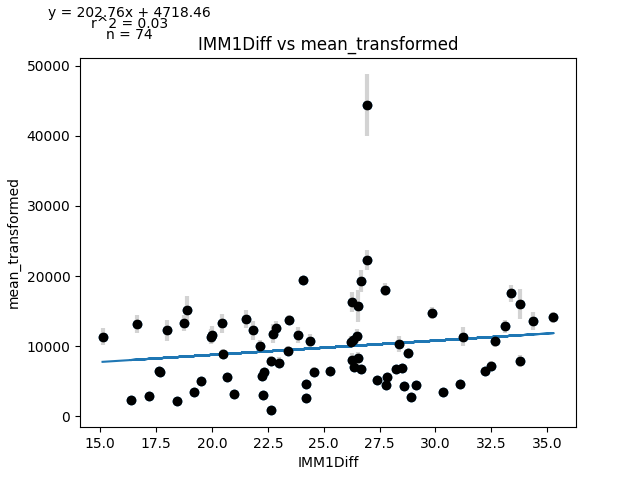 y = 202.76x + 4718.46
r^2 = 0.03
n = 74
IMM1Diff vs mean_transformed
50000
40000
30000
20000
10000
0
mean_transformed
15.0 17.5 20.0 22.5 25.0 27.5 30.0 32.5 35.0
IMM1Diff